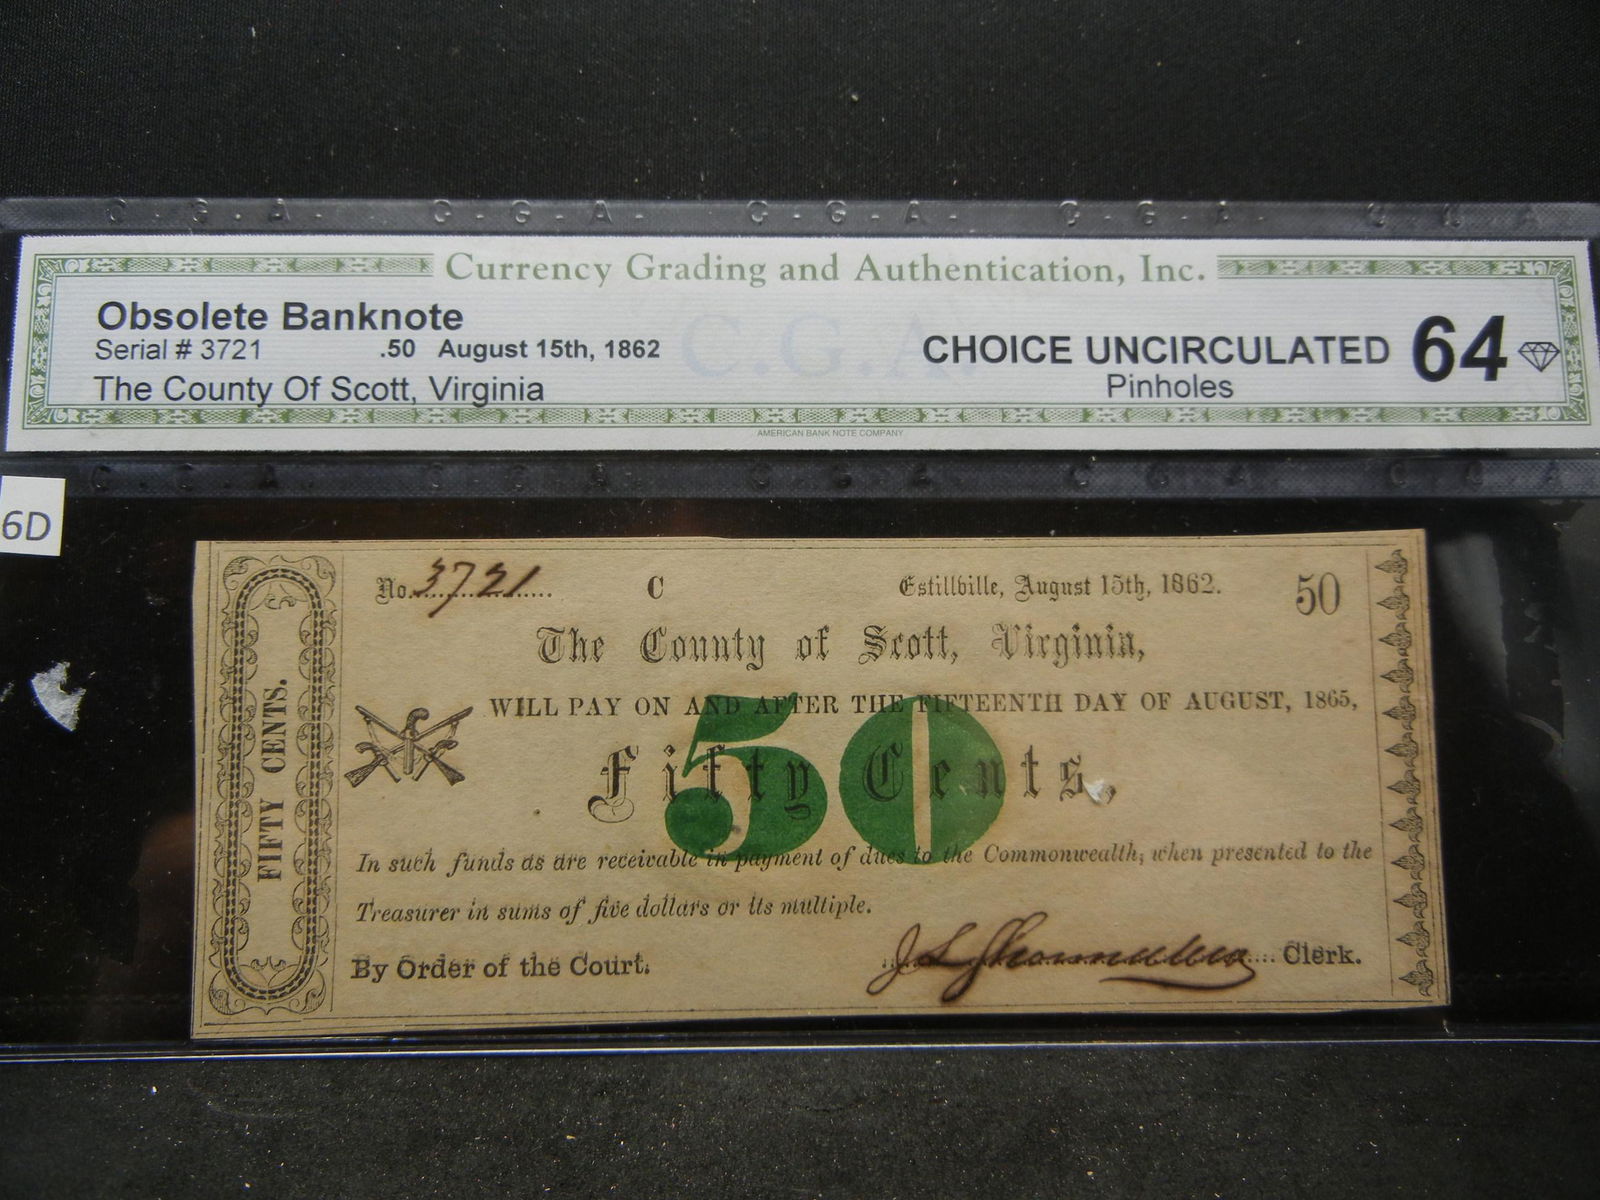 C.G.A. C.G.A. C.G.A. C.G.A. C.G.A.
Currency Grading and Authentication, Inc.
Obsolete Banknote
Serial # 3721 .50 August 15th, 1862
The County Of Scott, Virginia
C.G.A.
CHOICE UNCIRCULATED 64
Pinholes
AMERICAN BANK NOTE COMPANY
C.G.A. C.G.A. C.G.A. C.G.A. C.G.A.
6D
No. 3721 C Estillville, August 15th, 1862. 50
The County of Scott, Virginia,
WILL PAY ON AND AFTER THE FIFTEENTH DAY OF AUGUST, 1865,
50
Fifty Cents,
FIFTY CENTS.
In such funds as are receivable in payment of dues to the Commonwealth, when presented to the
Treasurer in sums of five dollars or its multiple.
By Order of the Court. Clerk.